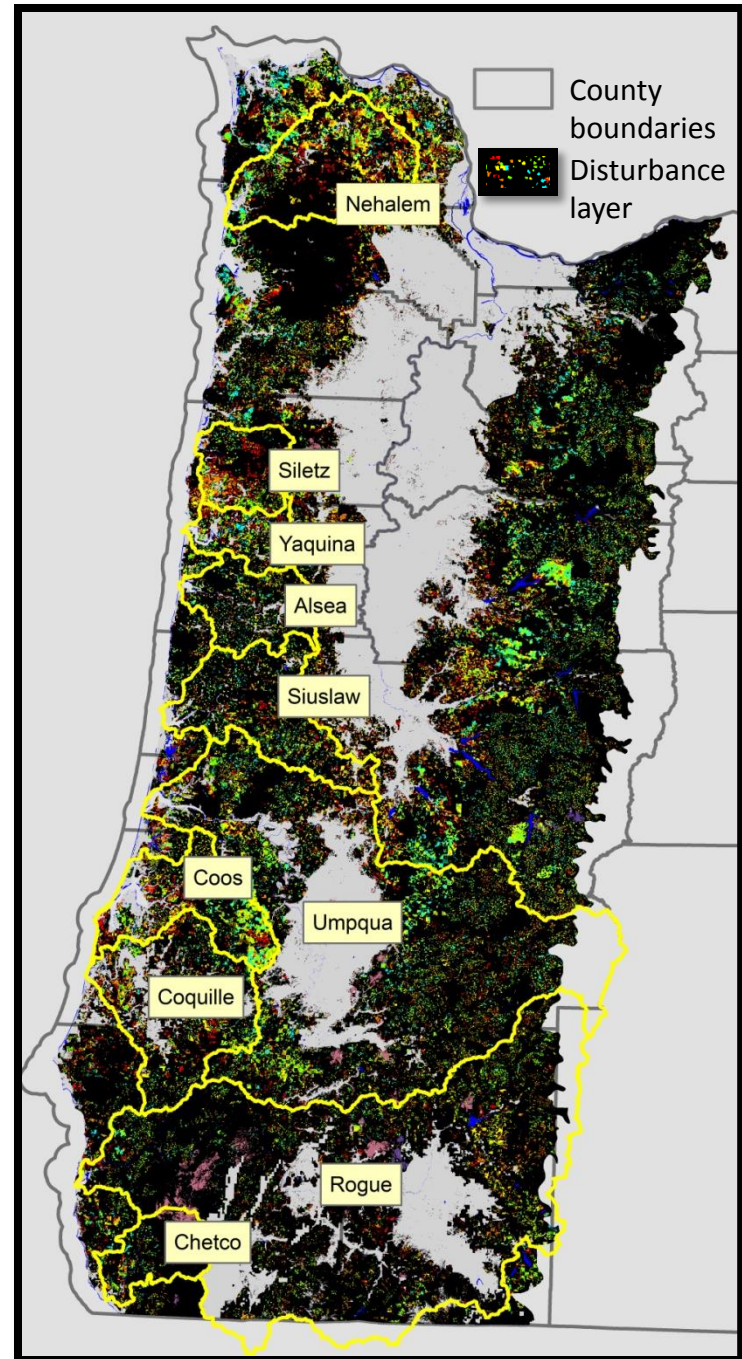 County
boundaries
Disturbance
layer
Nehalem
Siletz
Yaquina
Alsea
Siuslaw
Coos
Umpqua
Coquille
Rogue
Chetco